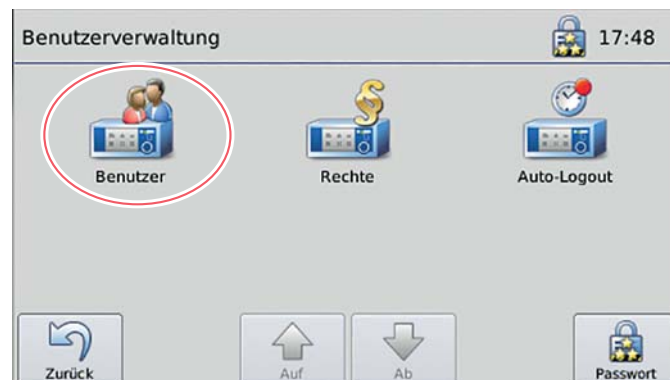 Benutzerverwaltung 17:48
Benutzer Rechte Auto-Logout
Zurück Auf Ab Passwort